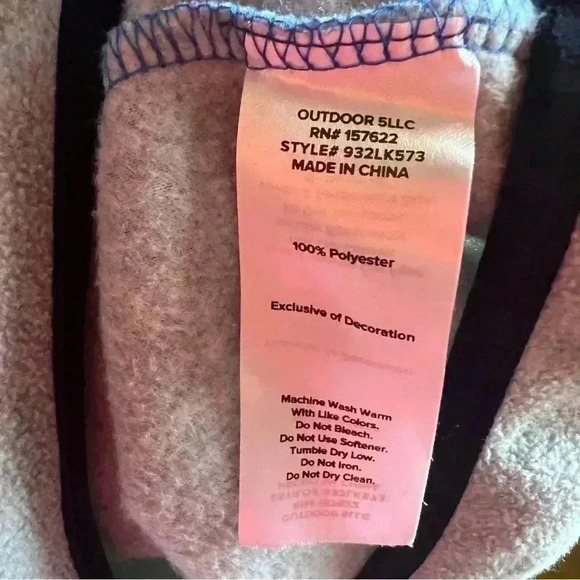 OUTDOOR 5LLC
RN# 157622
STYLE# 932LK573
MADE IN CHINA
100% Polyester
Exclusive of Decoration
Machine Wash Warm
With Like Colors.
Do Not Bleach.
Do Not Use Softener.
Tumble Dry Low.
Do Not Iron.
Do Not Dry Clean.